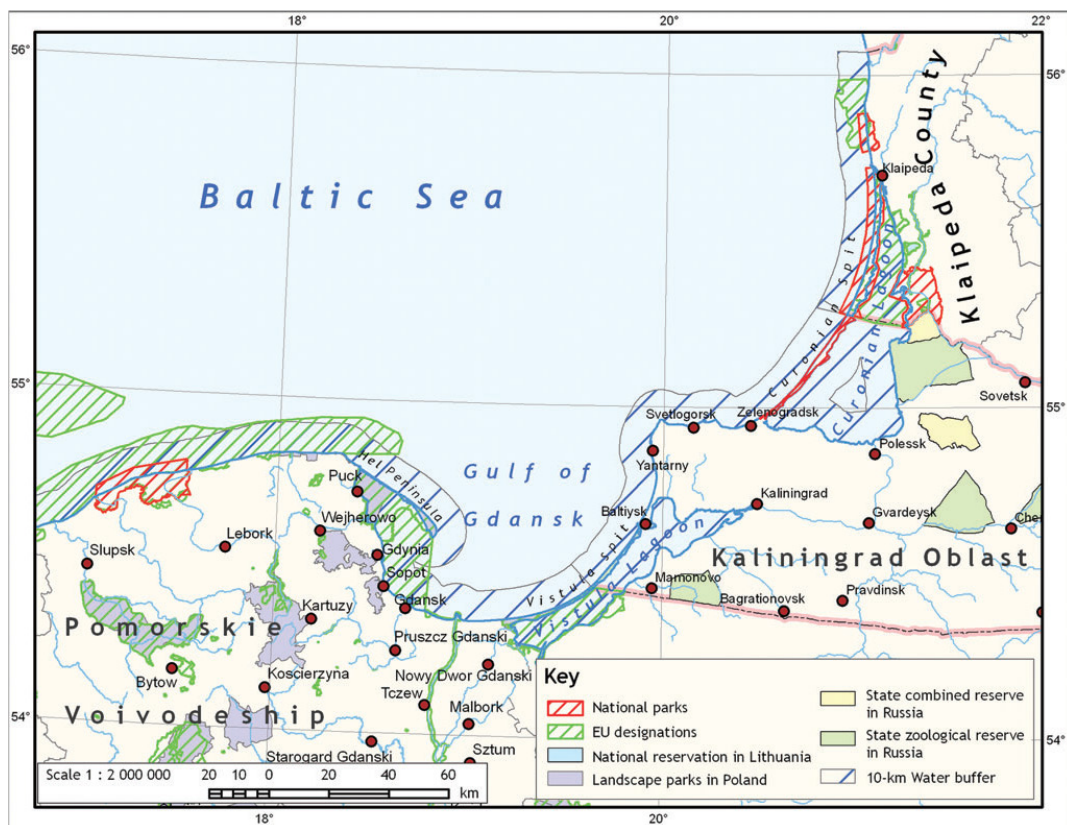 18°
20°
22°
56°
56°
Klaipeda County
Klaipeda
Baltic Sea
Curonian Spit
Curonian Lagoon
55°
55°
Sovetsk
Svetlogorsk
Zelenogradsk
Polessk
Yantarny
Gulf of
Gdansk
Hel Peninsula
Puck
Kaliningrad
Wejherowo
Baltiysk
Gvardeysk
Che
Lebork
Slupsk
Gdynia
Vistula Spit
Vistula Lagoon
Kaliningrad Oblast
Sopot
Mamonovo
Pravdinsk
Gdansk
Bagrationovsk
Kartuzy
Pomorskie
Pruszcz Gdanski
Bytow
Nowy Dwor Gdanski
Koscierzyna
Tczew
Voivodeship
Malbork
54°
54°
Starogard Gdanski
Sztum
Key
National parks
EU designations
National reservation in Lithuania
Landscape parks in Poland
State combined reserve
in Russia
State zoological reserve
in Russia
10-km Water buffer
Scale 1 : 2 000 000
20 10 0 20 40 60
km
18°
20°